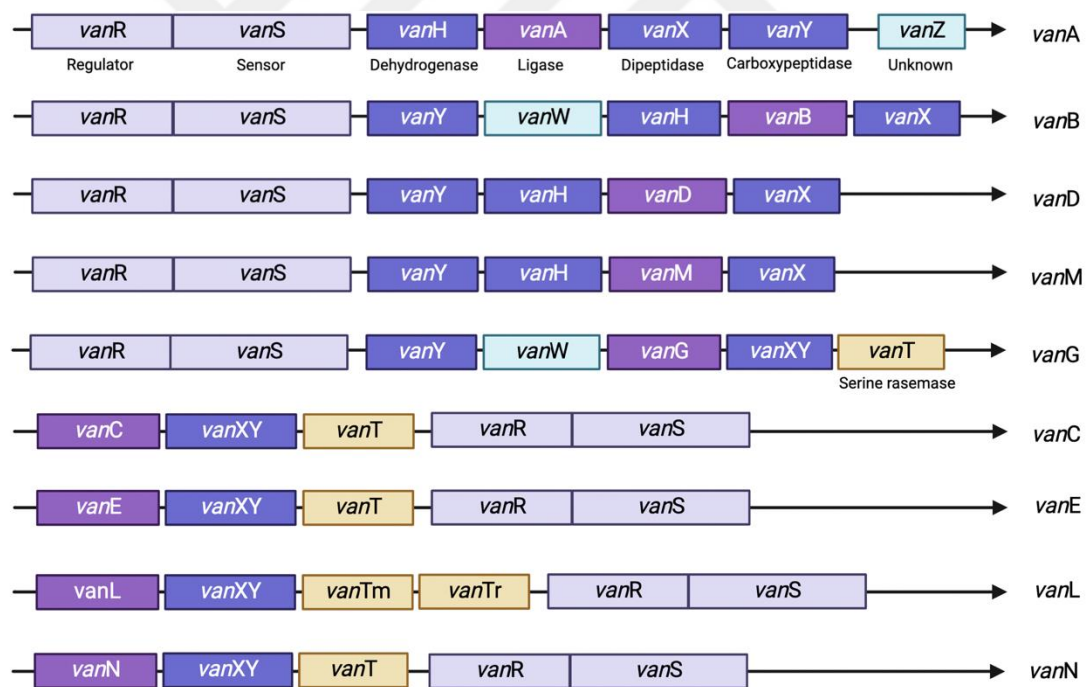 vanR vanS vanH vanA vanX vanY vanZ vanA
Regulator Sensor Dehydrogenase Ligase Dipeptidase Carboxypeptidase Unknown
vanR vanS vanY vanW vanH vanB vanX vanB
vanR vanS vanY vanH vanD vanX vanD
vanR vanS vanY vanH vanM vanX vanM
vanR vanS vanY vanW vanG vanXY vanT vanG
Serine rasemase
vanC vanXY vanT vanR vanS vanC
vanE vanXY vanT vanR vanS vanE
vanL vanXY vanTm vanTr vanR vanS vanL
vanN vanXY vanT vanR vanS vanN